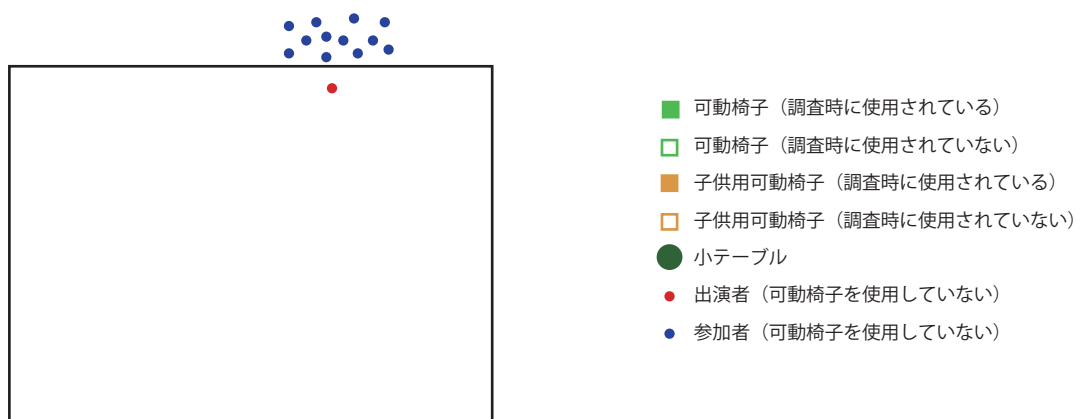 可動椅子（調査時に使用されている）
可動椅子（調査時に使用されていない）
子供用可動椅子（調査時に使用されている）
子供用可動椅子（調査時に使用されていない）
小テーブル
出演者（可動椅子を使用していない）
参加者（可動椅子を使用していない）